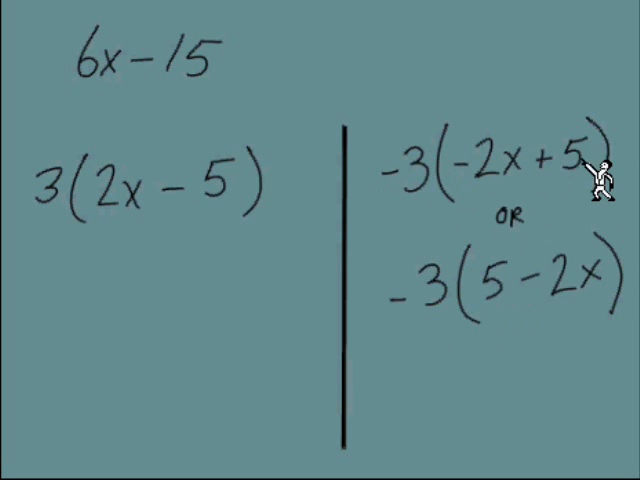 6x - 15
3(2x - 5)
-3(-2x + 5)
OR
-3(5 - 2x)